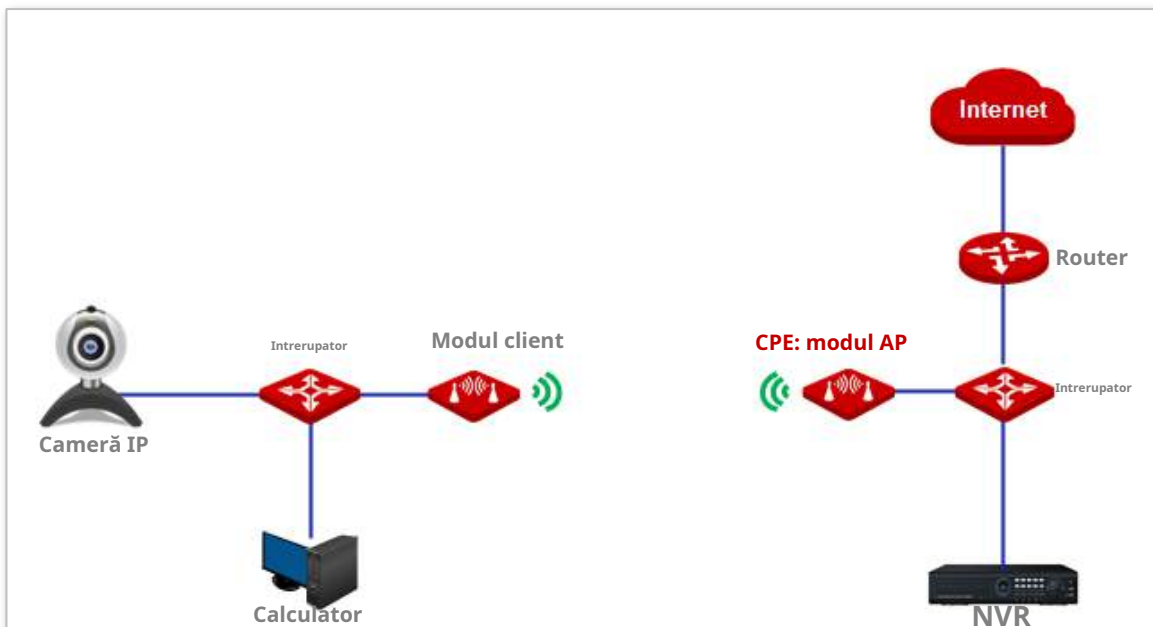 Internet
Router
Intrerupator
Modul client
CPE: modul AP
Intrerupator
Cameră IP
Calculator
NVR